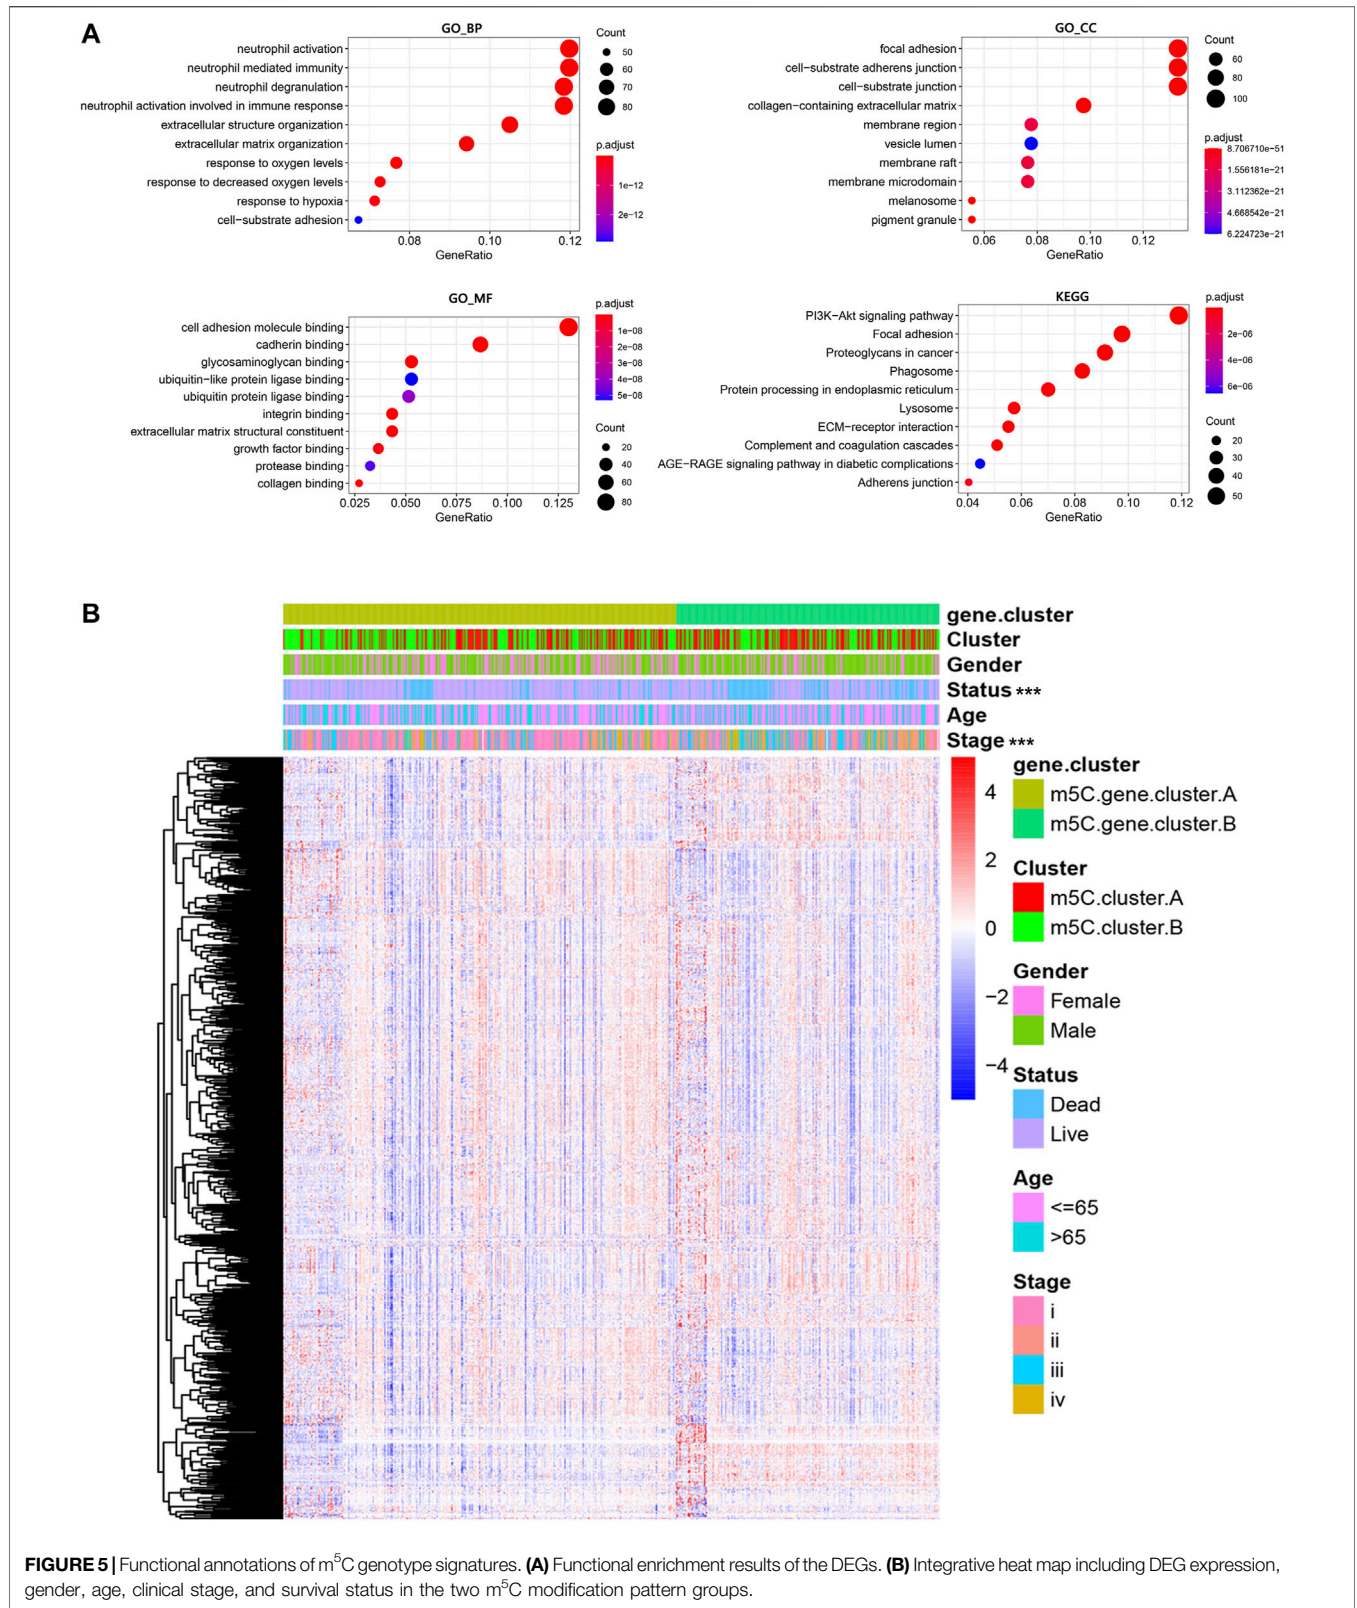 A
GO_BP
neutrophil activation
neutrophil mediated immunity
neutrophil degranulation
neutrophil activation involved in immune response
extracellular structure organization
extracellular matrix organization
response to oxygen levels
response to decreased oxygen levels
response to hypoxia
cell−substrate adhesion
0.08 0.10 0.12
GeneRatio
Count
50
60
70
80
p.adjust
1e−12
2e−12
GO_CC
focal adhesion
cell−substrate adherens junction
cell−substrate junction
collagen−containing extracellular matrix
membrane region
vesicle lumen
membrane raft
membrane microdomain
melanosome
pigment granule
0.06 0.08 0.10 0.12
GeneRatio
Count
60
80
100
p.adjust
8.706710e−51
1.556181e−21
3.112362e−21
4.668542e−21
6.224723e−21
GO_MF
cell adhesion molecule binding
cadherin binding
glycosaminoglycan binding
ubiquitin−like protein ligase binding
ubiquitin protein ligase binding
integrin binding
extracellular matrix structural constituent
growth factor binding
protease binding
collagen binding
0.025 0.050 0.075 0.100 0.125
GeneRatio
p.adjust
1e−08
2e−08
3e−08
4e−08
5e−08
Count
20
40
60
80
KEGG
PI3K−Akt signaling pathway
Focal adhesion
Proteoglycans in cancer
Phagosome
Protein processing in endoplasmic reticulum
Lysosome
ECM−receptor interaction
Complement and coagulation cascades
AGE−RAGE signaling pathway in diabetic complications
Adherens junction
0.04 0.06 0.08 0.10 0.12
GeneRatio
p.adjust
2e−06
4e−06
6e−06
Count
20
30
40
50
B
gene.cluster
Cluster
Gender
Status ***
Age
Stage ***
4
2
0
−2
−4
gene.cluster
m5C.gene.cluster.A
m5C.gene.cluster.B
Cluster
m5C.cluster.A
m5C.cluster.B
Gender
Female
Male
Status
Dead
Live
Age
<=65
>65
Stage
i
ii
iii
iv
FIGURE 5 | Functional annotations of m⁵C genotype signatures. (A) Functional enrichment results of the DEGs. (B) Integrative heat map including DEG expression,
gender, age, clinical stage, and survival status in the two m⁵C modification pattern groups.